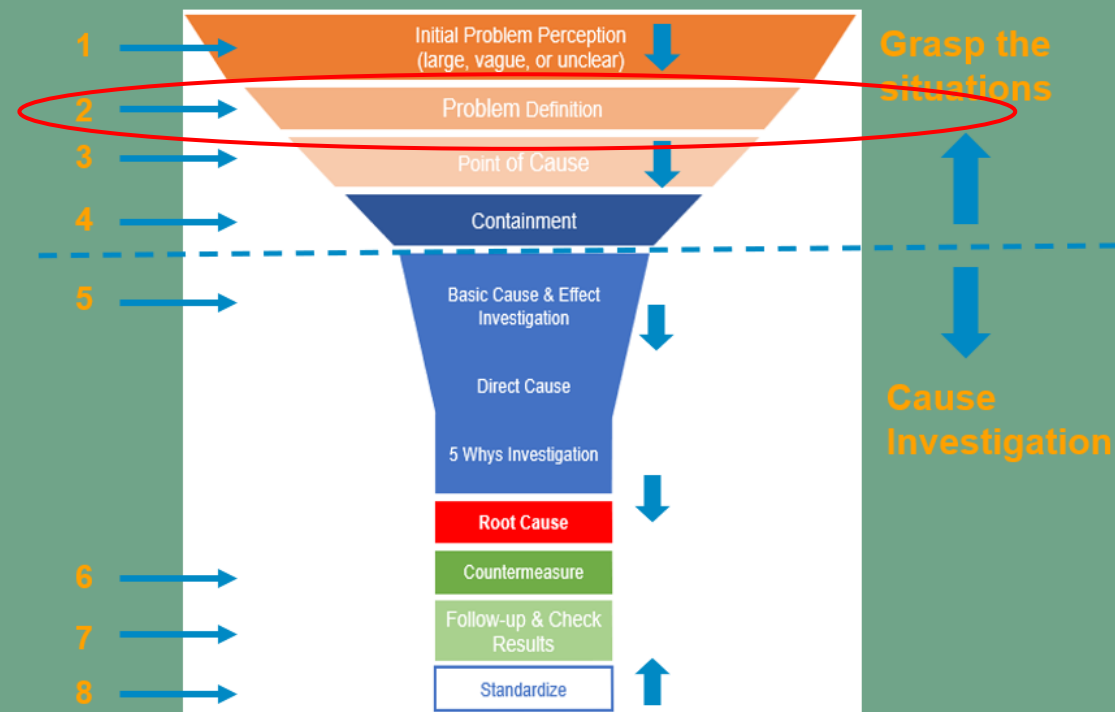 1
Initial Problem Perception
(large, vague, or unclear)
Grasp the
situations
2
Problem Definition
3
Point of Cause
4
Containment
5
Basic Cause & Effect
Investigation
Direct Cause
Cause
Investigation
5 Whys Investigation
Root Cause
6
Countermeasure
7
Follow-up & Check
Results
8
Standardize